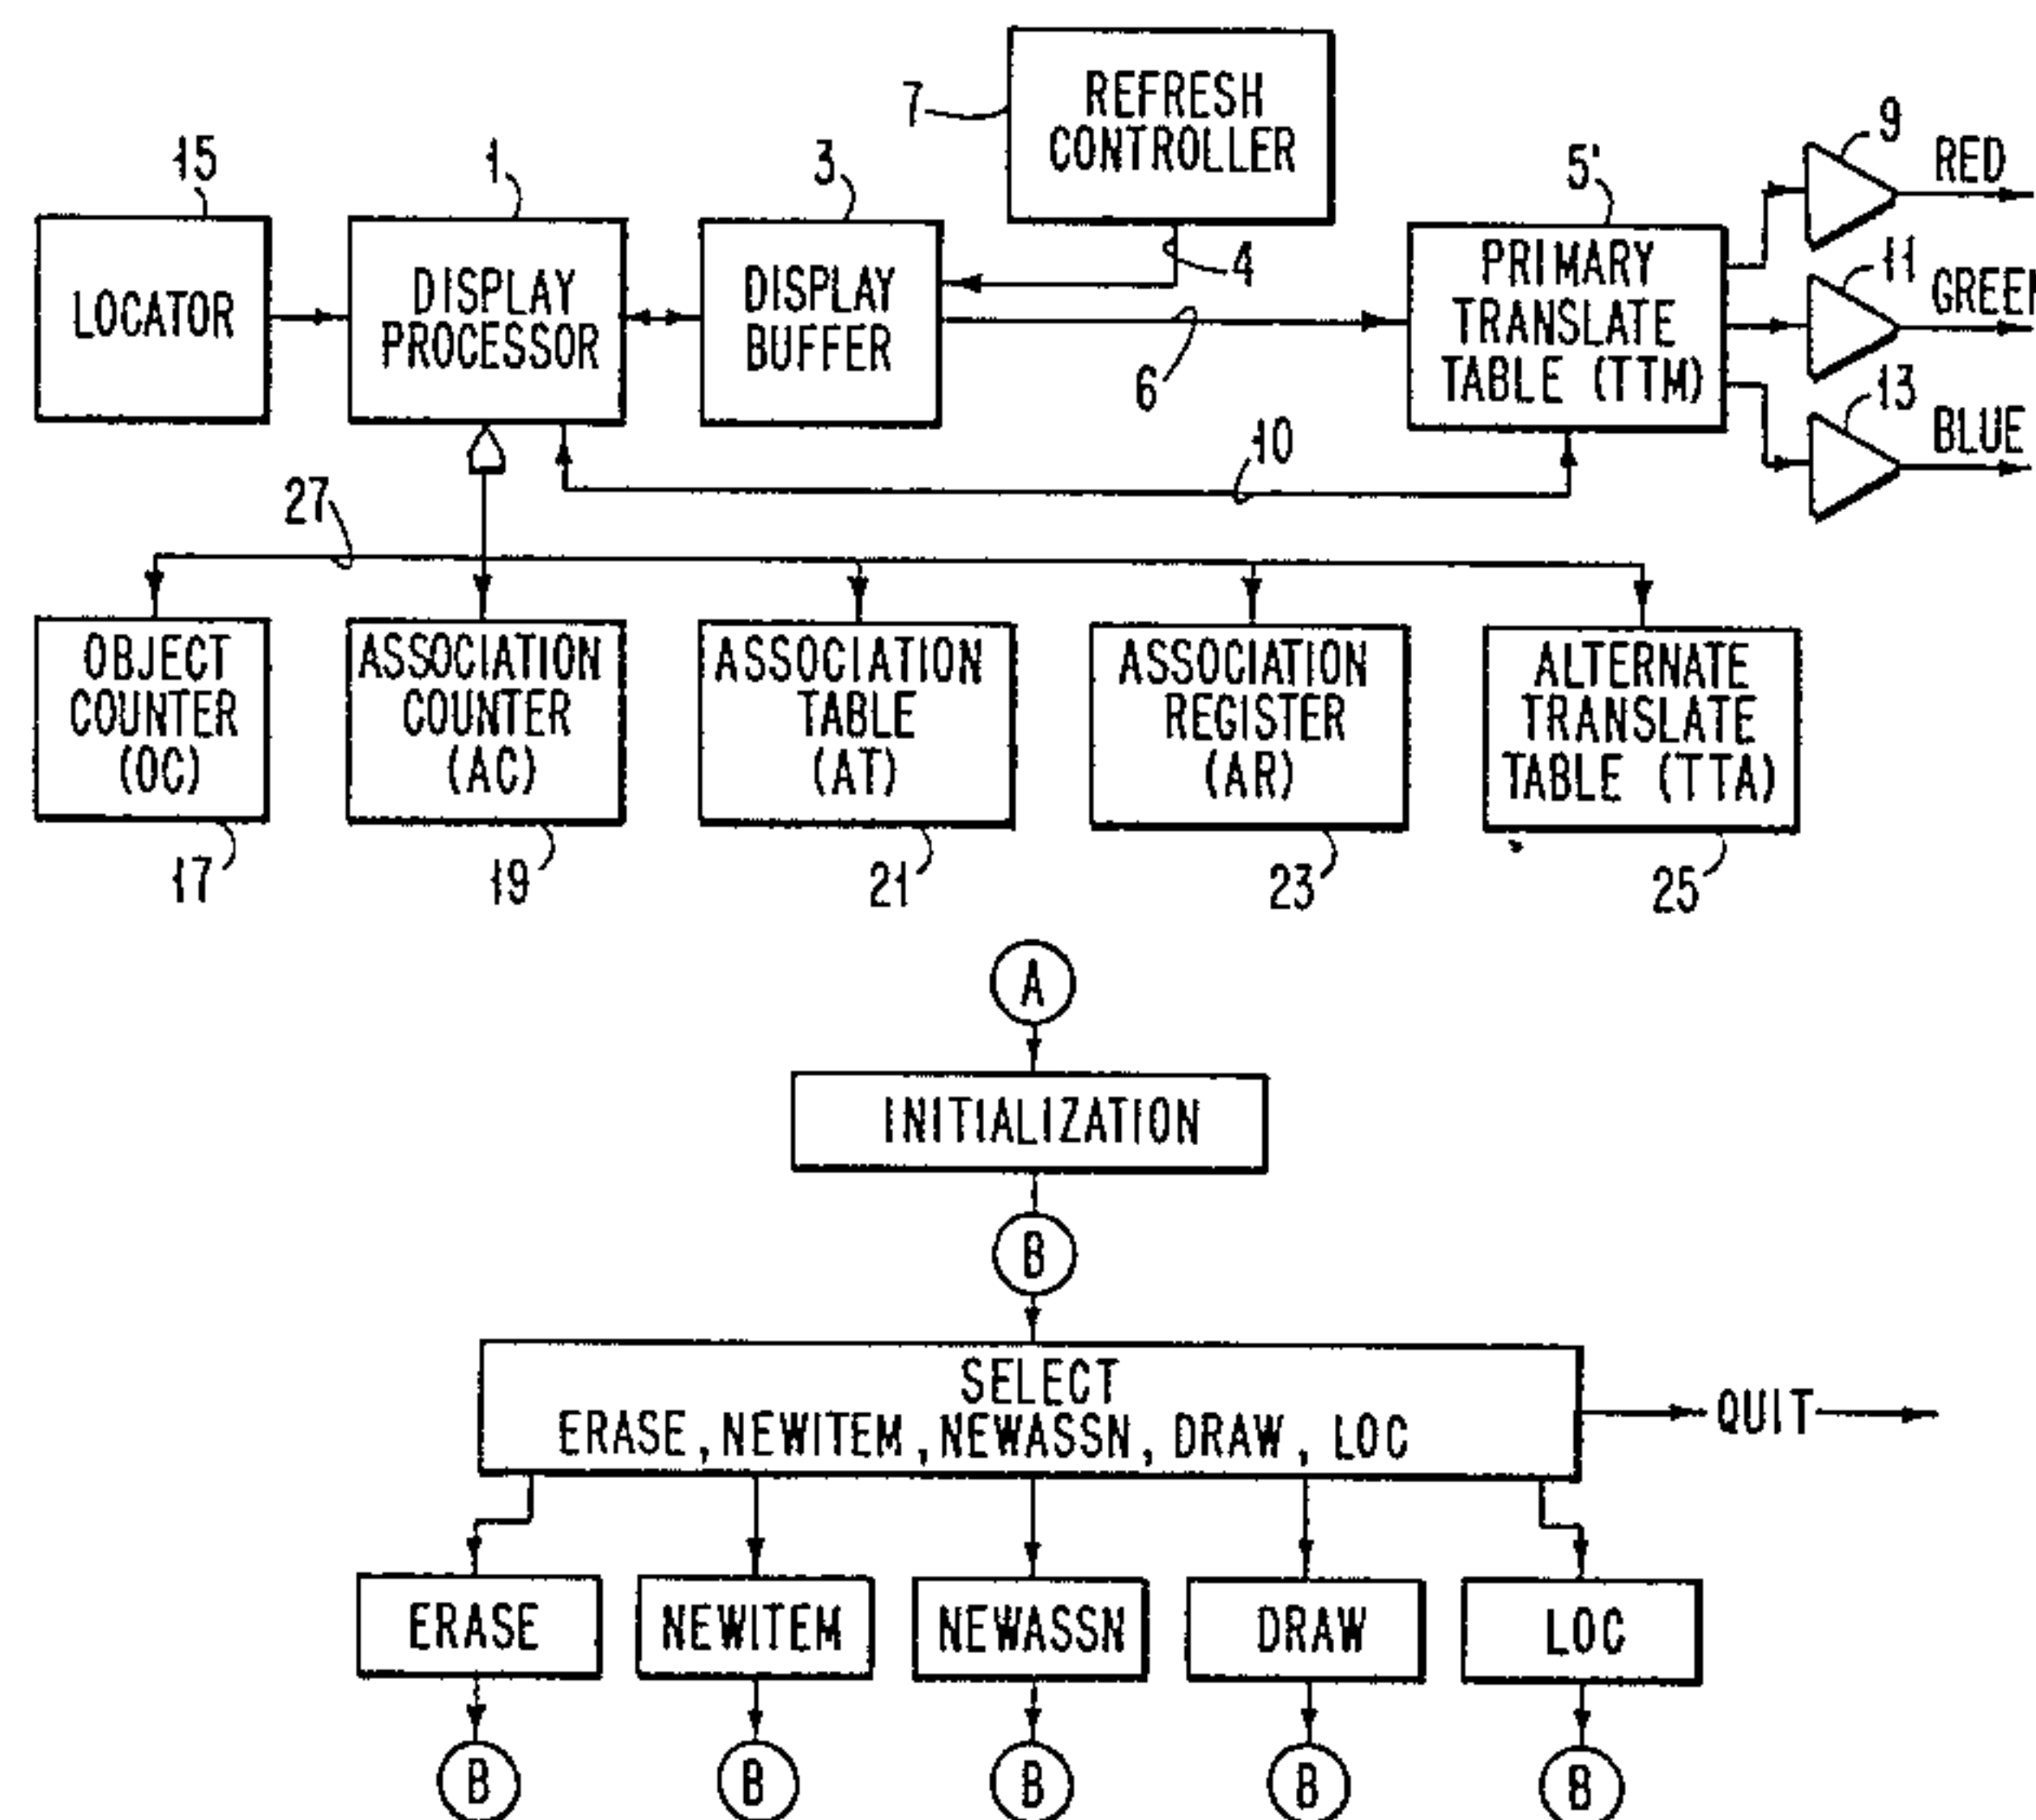 REFRESH
CONTROLLER
7
9
RED
15
1
3
5'
4
11
GREEN
LOCATOR
DISPLAY
PROCESSOR
DISPLAY
BUFFER
PRIMARY
TRANSLATE
TABLE (TTM)
6
13
BLUE
10
27
OBJECT
COUNTER
(OC)
ASSOCIATION
COUNTER
(AC)
ASSOCIATION
TABLE
(AT)
ASSOCIATION
REGISTER
(AR)
ALTERNATE
TRANSLATE
TABLE (TTA)
17
19
21
23
25
A
INITIALIZATION
B
SELECT
ERASE, NEWITEM, NEWASSN, DRAW, LOC
QUIT
ERASE
NEWITEM
NEWASSN
DRAW
LOC
B
B
B
B
B